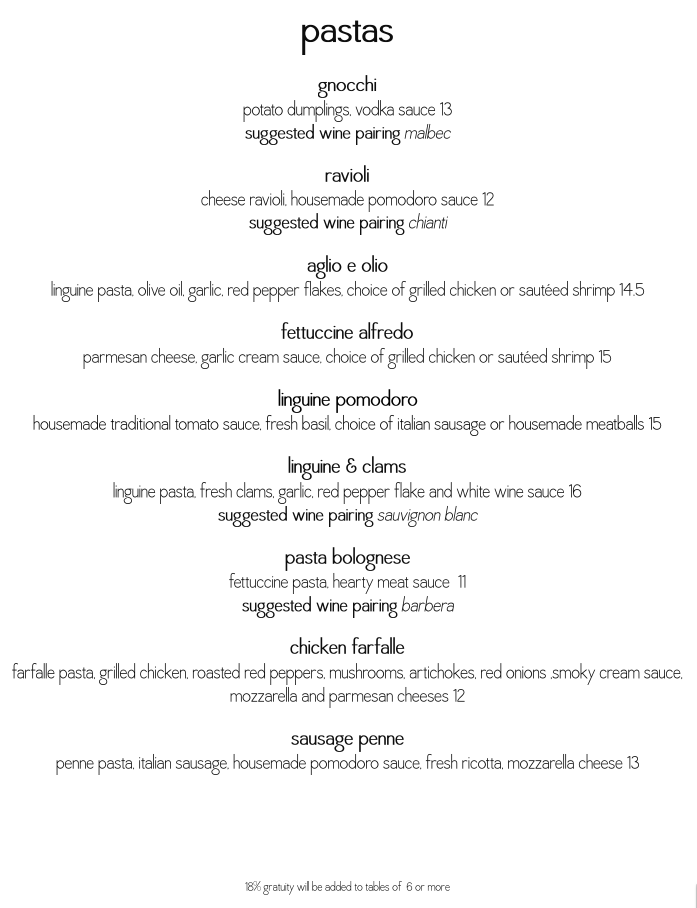 pastas
gnocchi
potato dumplings, vodka sauce 13
suggested wine pairing malbec
ravioli
cheese ravioli, housemade pomodoro sauce 12
suggested wine pairing chianti
aglio e olio
linguine pasta, olive oil, garlic, red pepper flakes, choice of grilled chicken or sautéed shrimp 14.5
fettuccine alfredo
parmesan cheese, garlic cream sauce, choice of grilled chicken or sautéed shrimp 15
linguine pomodoro
housemade traditional tomato sauce, fresh basil, choice of italian sausage or housemade meatballs 15
linguine & clams
linguine pasta, fresh clams, garlic, red pepper flake and white wine sauce 16
suggested wine pairing sauvignon blanc
pasta bolognese
fettuccine pasta, hearty meat sauce  11
suggested wine pairing barbera
chicken farfalle
farfalle pasta, grilled chicken, roasted red peppers, mushrooms, artichokes, red onions ,smoky cream sauce,
mozzarella and parmesan cheeses 12
sausage penne
penne pasta, italian sausage, housemade pomodoro sauce, fresh ricotta, mozzarella cheese 13
18% gratuity will be added to tables of  6 or more